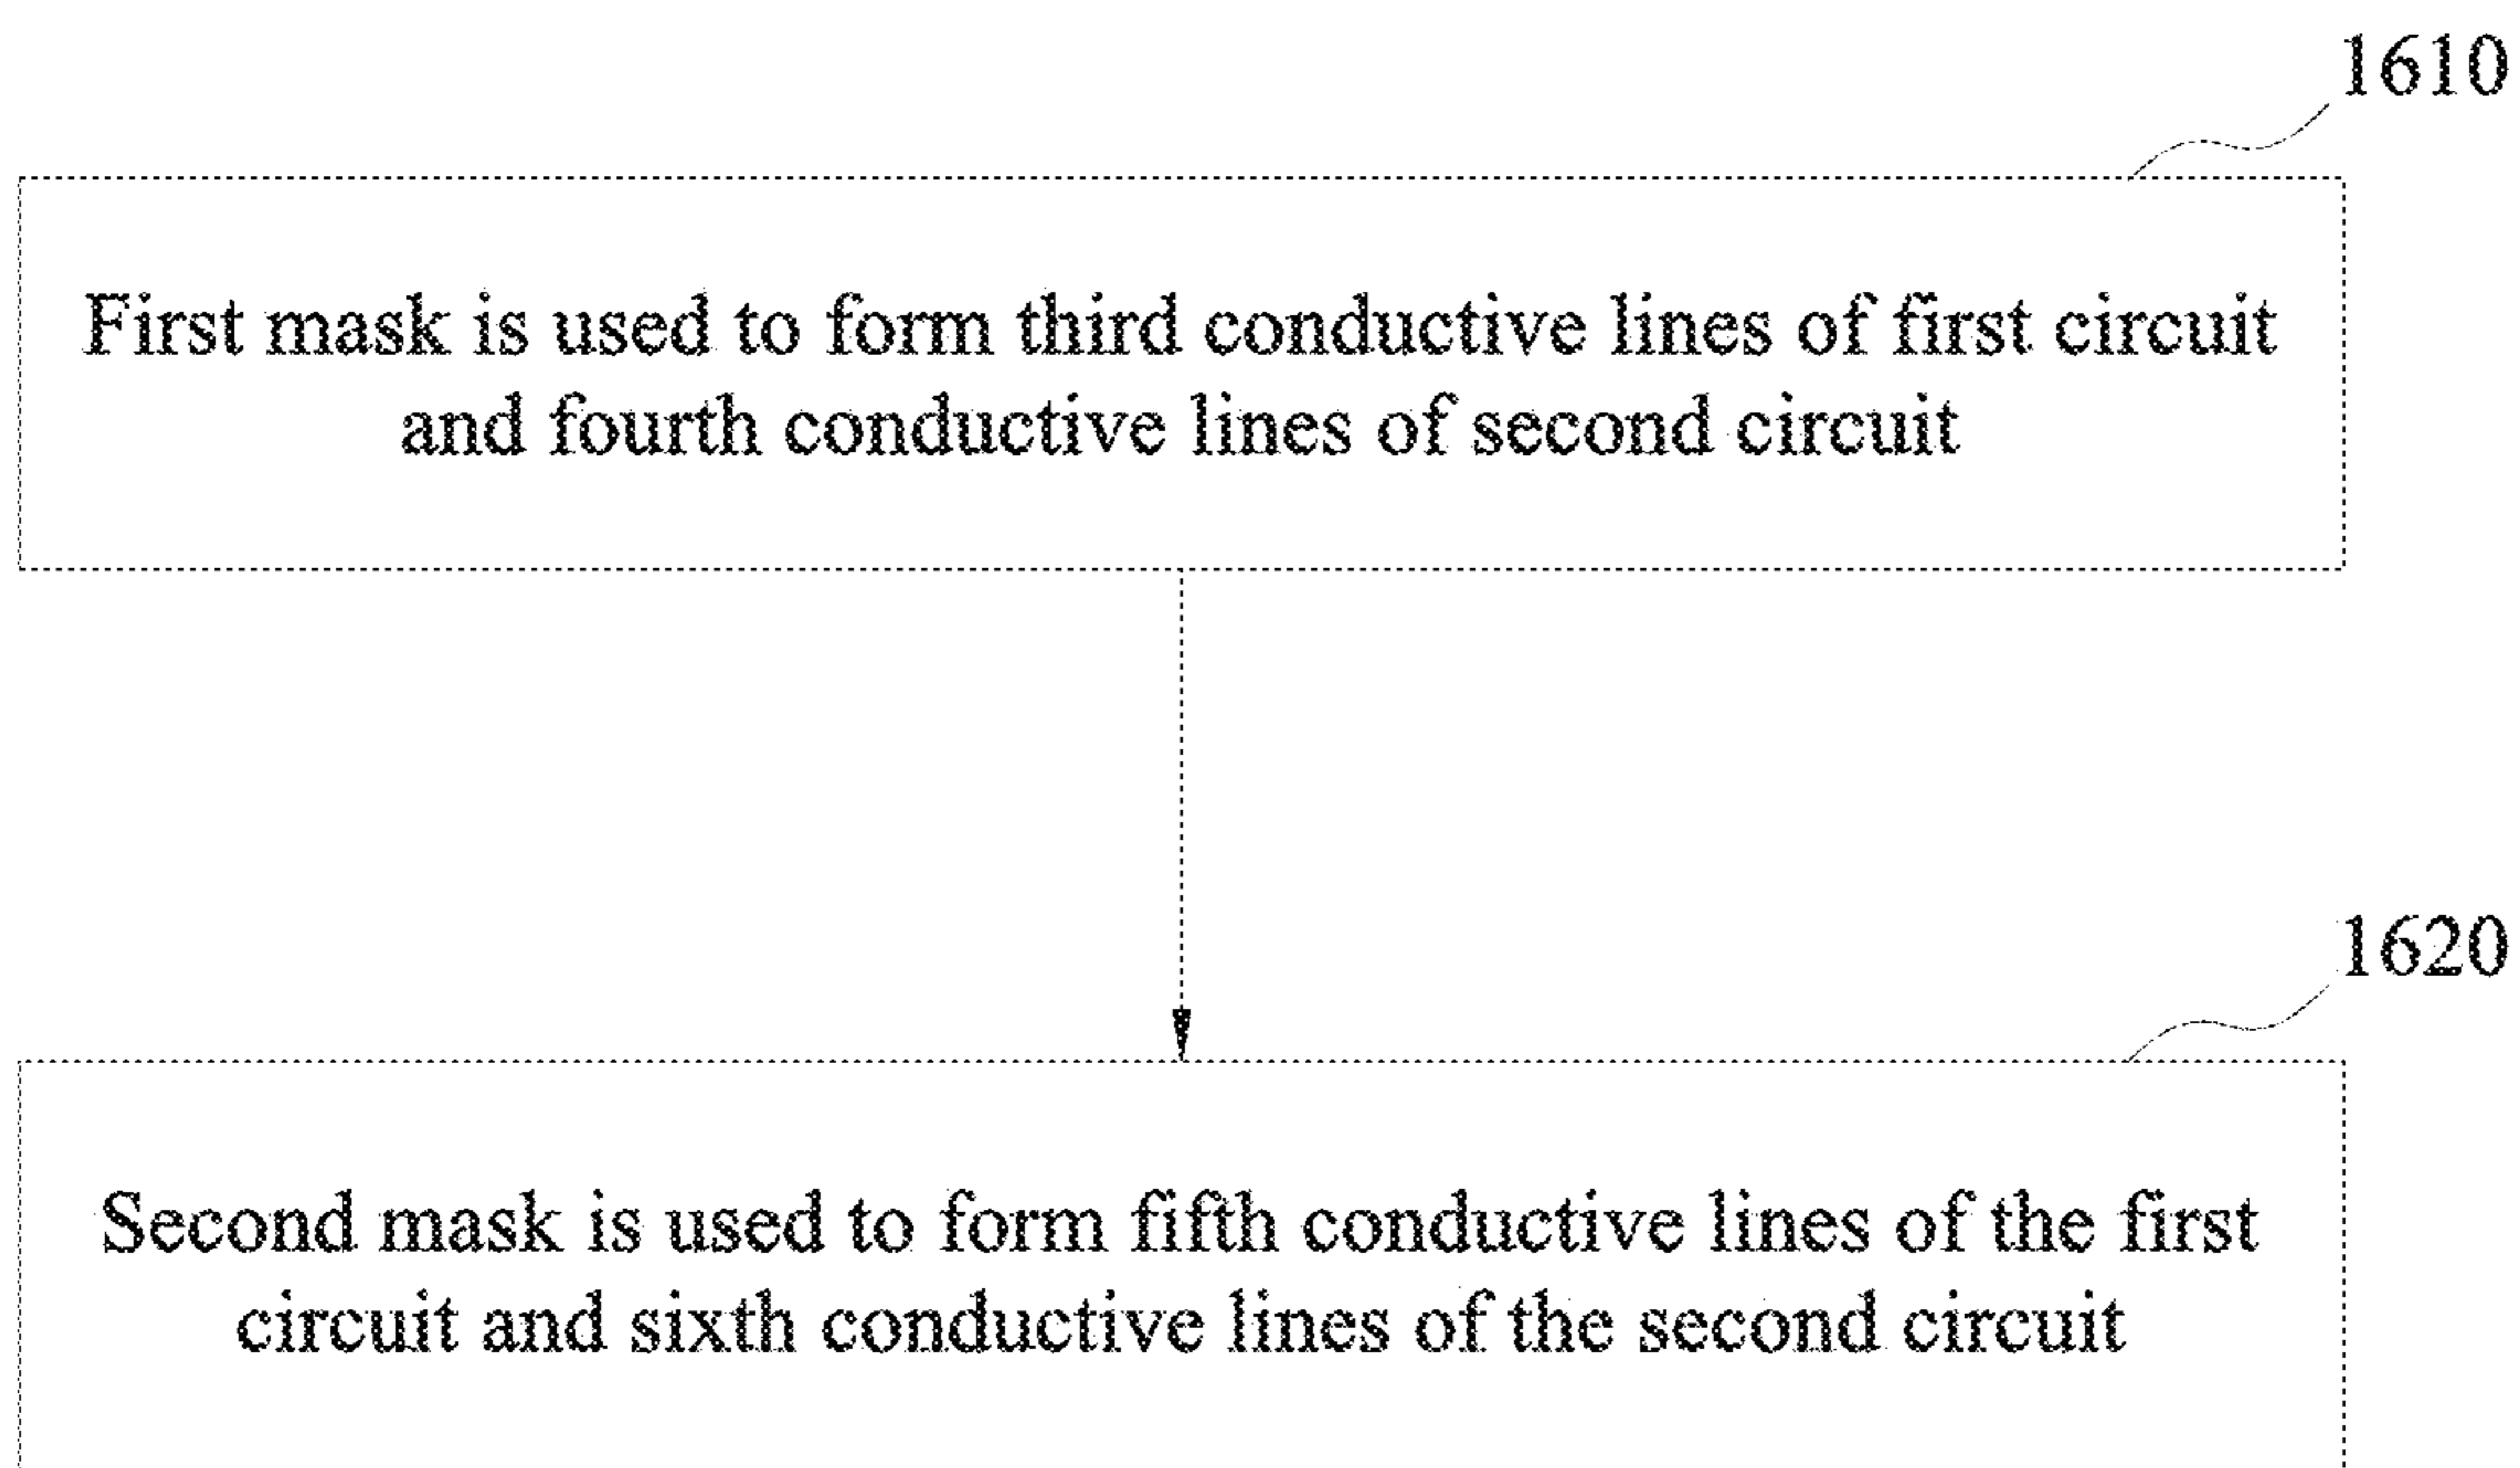 1610
First mask is used to form third conductive lines of first circuit
and fourth conductive lines of second circuit
1620
Second mask is used to form fifth conductive lines of the first
circuit and sixth conductive lines of the second circuit